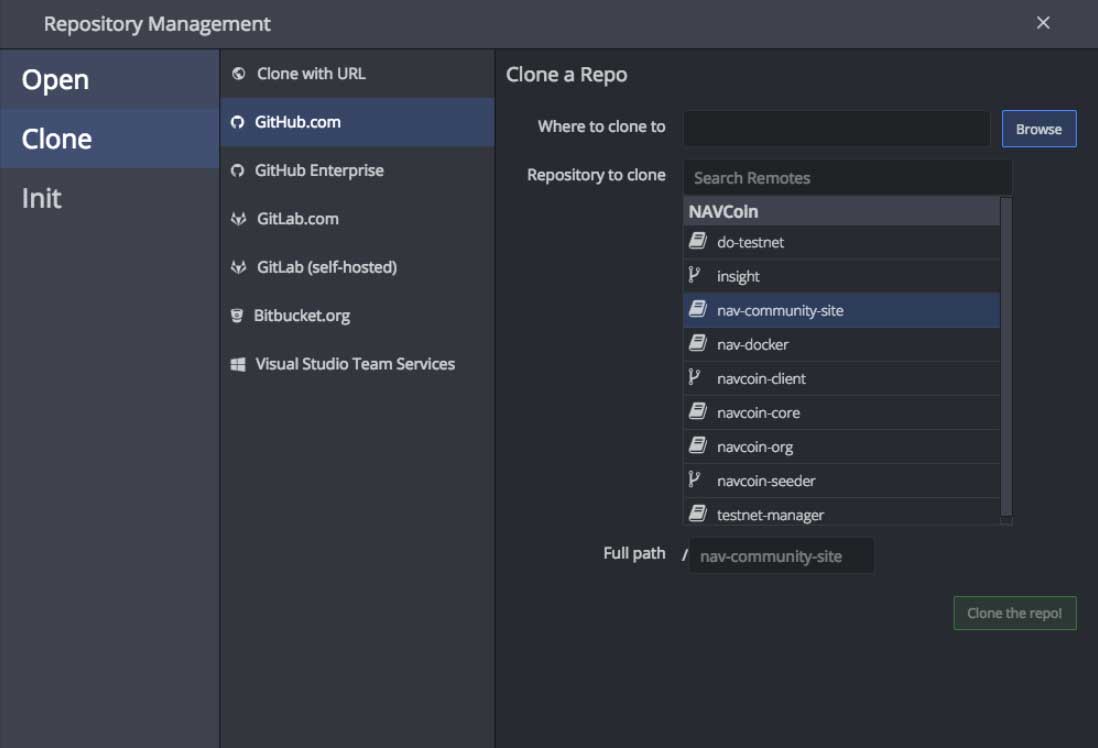 Repository Management
Open
Clone
Init
Clone with URL
GitHub.com
GitHub Enterprise
GitLab.com
GitLab (self-hosted)
Bitbucket.org
Visual Studio Team Services
Clone a Repo
Where to clone to
Browse
Repository to clone
Search Remotes
NAVCoin
do-testnet
insight
nav-community-site
nav-docker
navcoin-client
navcoin-core
navcoin-org
navcoin-seeder
testnet-manager
Full path / nav-community-site
Clone the repo!